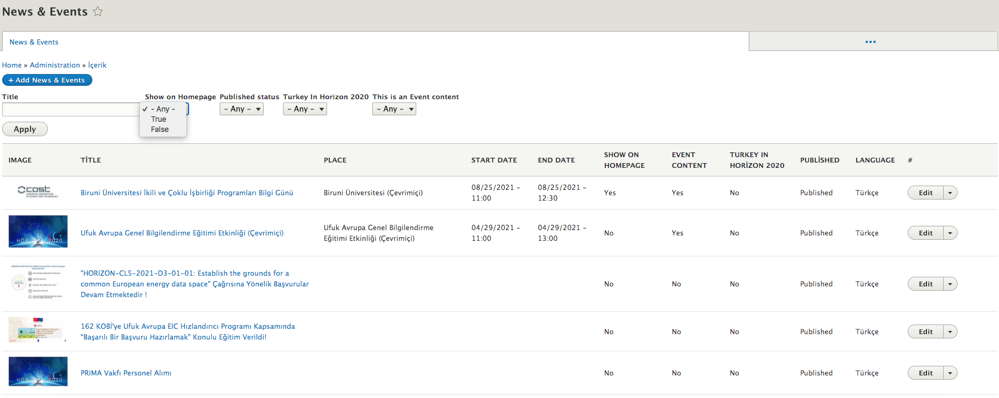 News & Events
News & Events
•••
Home » Administration » İçerik
+ Add News & Events
Title
Show on Homepage
Published status
Turkey In Horizon 2020
This is an Event content
✓ - Any -
True
False
- Any -
- Any -
- Any -
Apply
IMAGE
TİTLE
PLACE
START DATE
END DATE
SHOW ON
HOMEPAGE
EVENT
CONTENT
TURKEY IN
HORİZON 2020
PUBLİSHED
LANGUAGE
#
cost
EUROPEAN COOPERATION
IN SCIENCE AND TECHNOLOGY
Biruni Üniversitesi İkili ve Çoklu İşbirliği Programları Bilgi Günü
Biruni Üniversitesi (Çevrimiçi)
08/25/2021 -
11:00
08/25/2021 -
12:30
Yes
Yes
No
Published
Türkçe
Edit
HORIZON 2020
Ufuk Avrupa Genel Bilgilendirme Eğitimi Etkinliği (Çevrimiçi)
Ufuk Avrupa Genel Bilgilendirme
Eğitimi Etkinliği (Çevrimiçi)
04/29/2021 -
11:00
04/29/2021 -
13:00
No
Yes
No
Published
Türkçe
Edit
"HORIZON-CL5-2021-D3-01-01: Establish the grounds for a
common European energy data space" Çağrısına Yönelik Başvurular
Devam Etmektedir !
No
No
No
Published
Türkçe
Edit
162 KOBİ'ye Ufuk Avrupa EIC Hızlandırıcı Programı Kapsamında
“Başarılı Bir Başvuru Hazırlamak” Konulu Eğitim Verildi!
No
No
No
Published
Türkçe
Edit
HORIZON 2020
PRIMA Vakfı Personel Alımı
No
No
No
Published
Türkçe
Edit